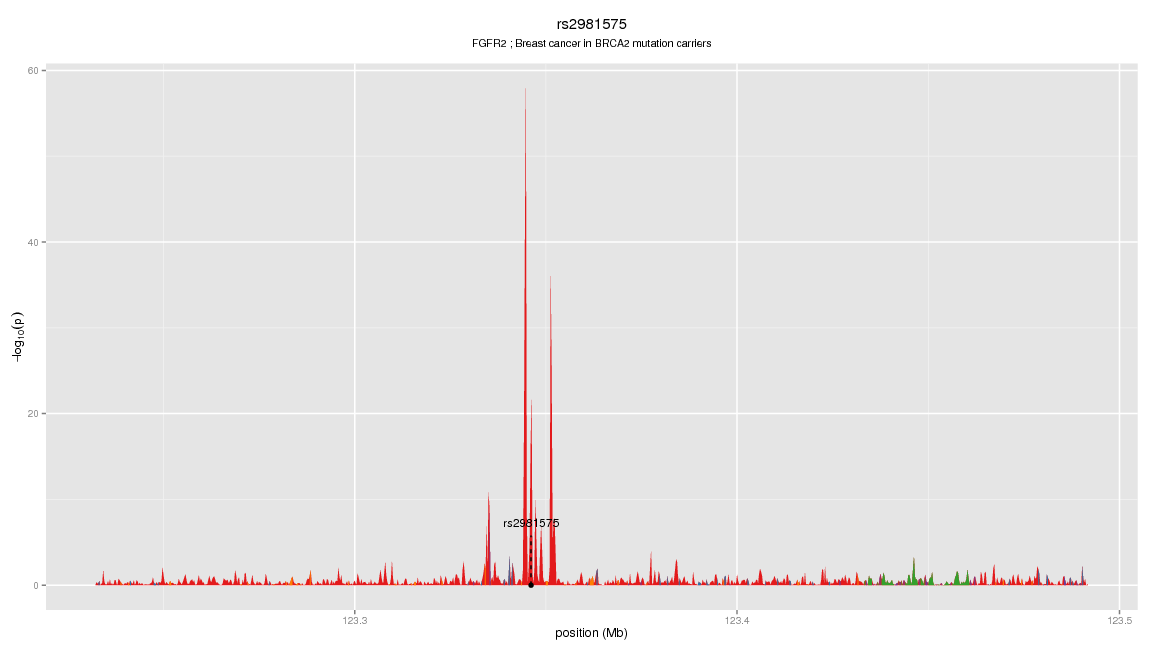 rs2981575
FGFR2 ; Breast cancer in BRCA2 mutation carriers
60
40
20
0
−log10(p)
rs2981575
123.3
123.4
123.5
position (Mb)